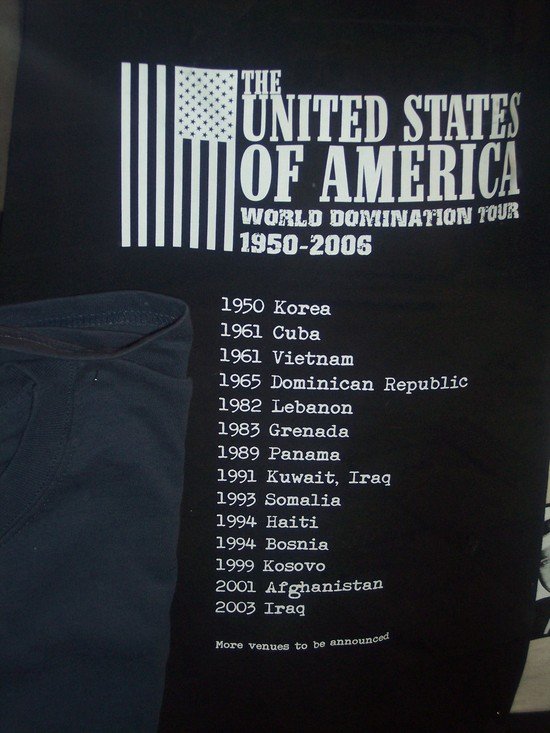 THE
UNITED STATES
OF AMERICA
WORLD DOMINATION TOUR
1950-2006
1950 Korea
1961 Cuba
1961 Vietnam
1965 Dominican Republic
1982 Lebanon
1983 Grenada
1989 Panama
1991 Kuwait, Iraq
1993 Somalia
1994 Haiti
1994 Bosnia
1999 Kosovo
2001 Afghanistan
2003 Iraq
More venues to be announced